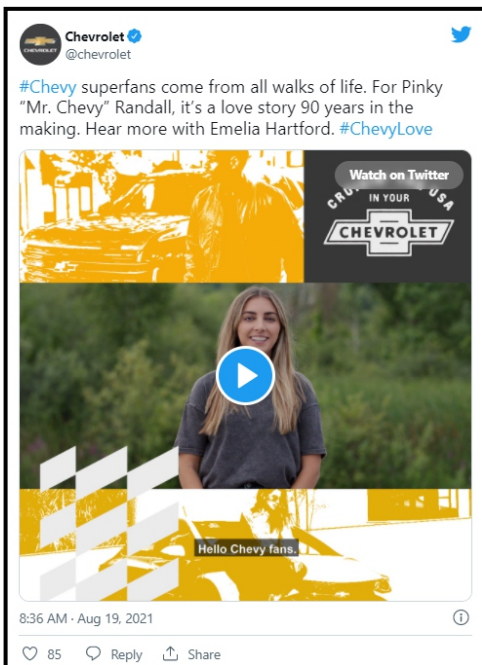 Chevrolet
CHEVROLET
@chevrolet
#Chevy superfans come from all walks of life. For Pinky
“Mr. Chevy” Randall, it’s a love story 90 years in the
making. Hear more with Emelia Hartford. #ChevyLove
Watch on Twitter
USA
IN YOUR
CHEVROLET
Hello Chevy fans.
8:36 AM · Aug 19, 2021
85
Reply
Share